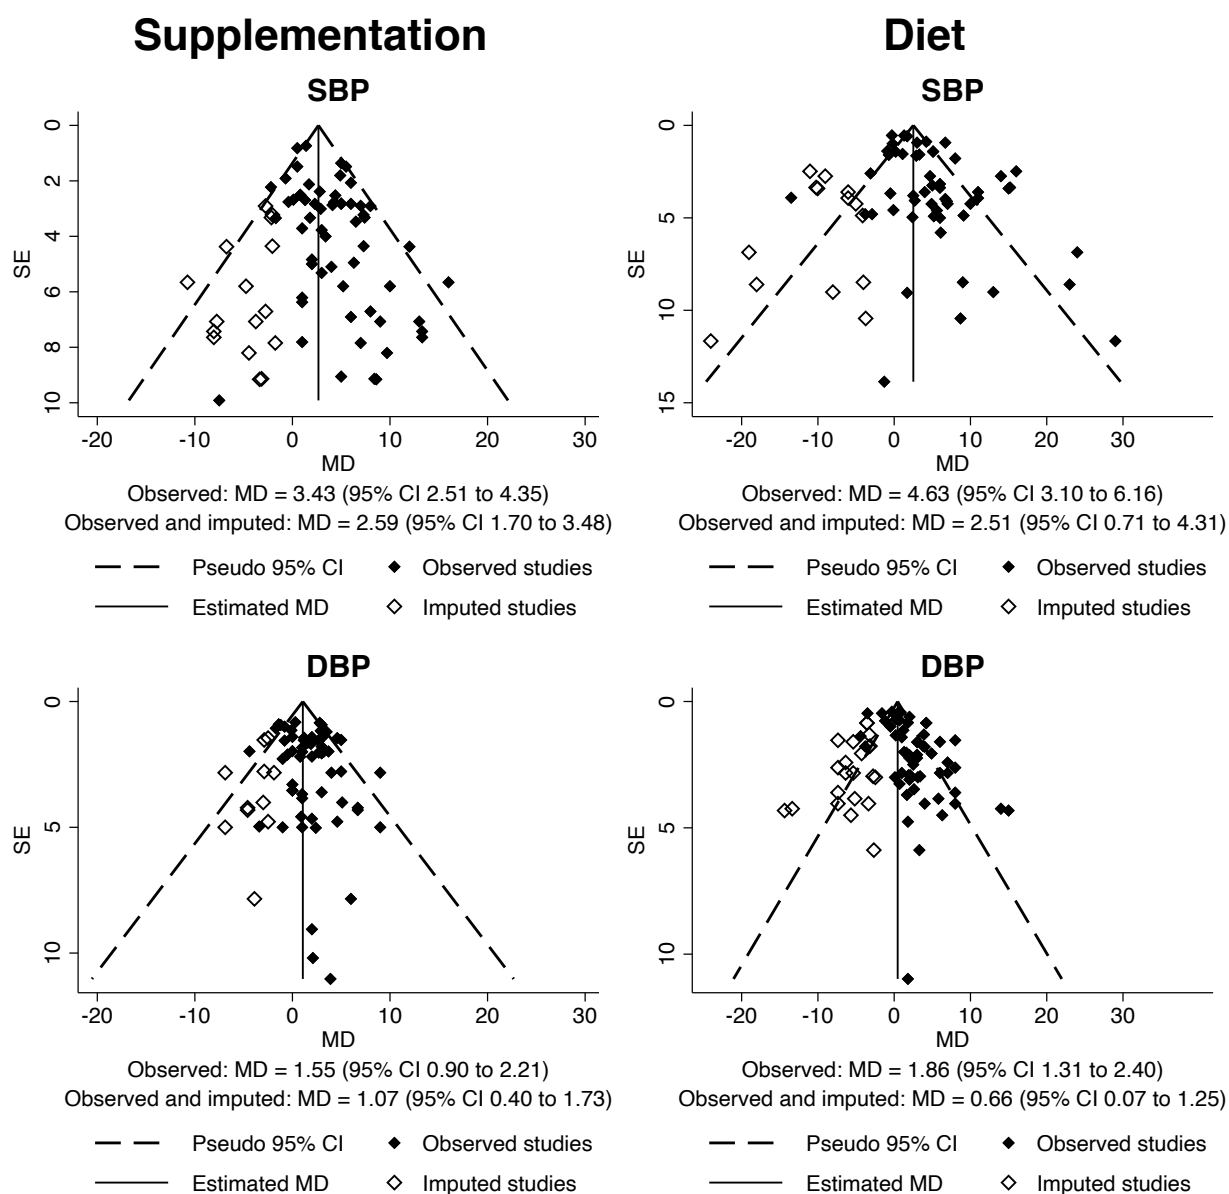 Supplementation
SBP
0
2
4
6
8
10
SE
-20 -10 0 10 20 30
MD
Observed: MD = 3.43 (95% CI 2.51 to 4.35)
Observed and imputed: MD = 2.59 (95% CI 1.70 to 3.48)
Pseudo 95% CI Observed studies
Estimated MD Imputed studies
Diet
SBP
0
5
10
15
SE
-20 -10 0 10 20 30
MD
Observed: MD = 4.63 (95% CI 3.10 to 6.16)
Observed and imputed: MD = 2.51 (95% CI 0.71 to 4.31)
Pseudo 95% CI Observed studies
Estimated MD Imputed studies
DBP
0
5
10
SE
-20 -10 0 10 20 30
MD
Observed: MD = 1.55 (95% CI 0.90 to 2.21)
Observed and imputed: MD = 1.07 (95% CI 0.40 to 1.73)
Pseudo 95% CI Observed studies
Estimated MD Imputed studies
DBP
0
5
10
SE
-20 -10 0 10 20 30
MD
Observed: MD = 1.86 (95% CI 1.31 to 2.40)
Observed and imputed: MD = 0.66 (95% CI 0.07 to 1.25)
Pseudo 95% CI Observed studies
Estimated MD Imputed studies